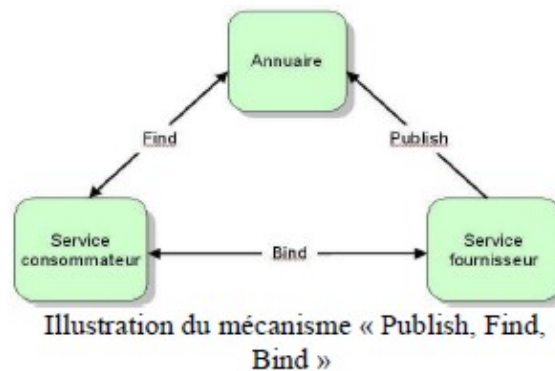 Annuaire
Find
Publish
Service
consommateur
Bind
Service
fournisseur
Illustration du mécanisme « Publish, Find,
Bind »